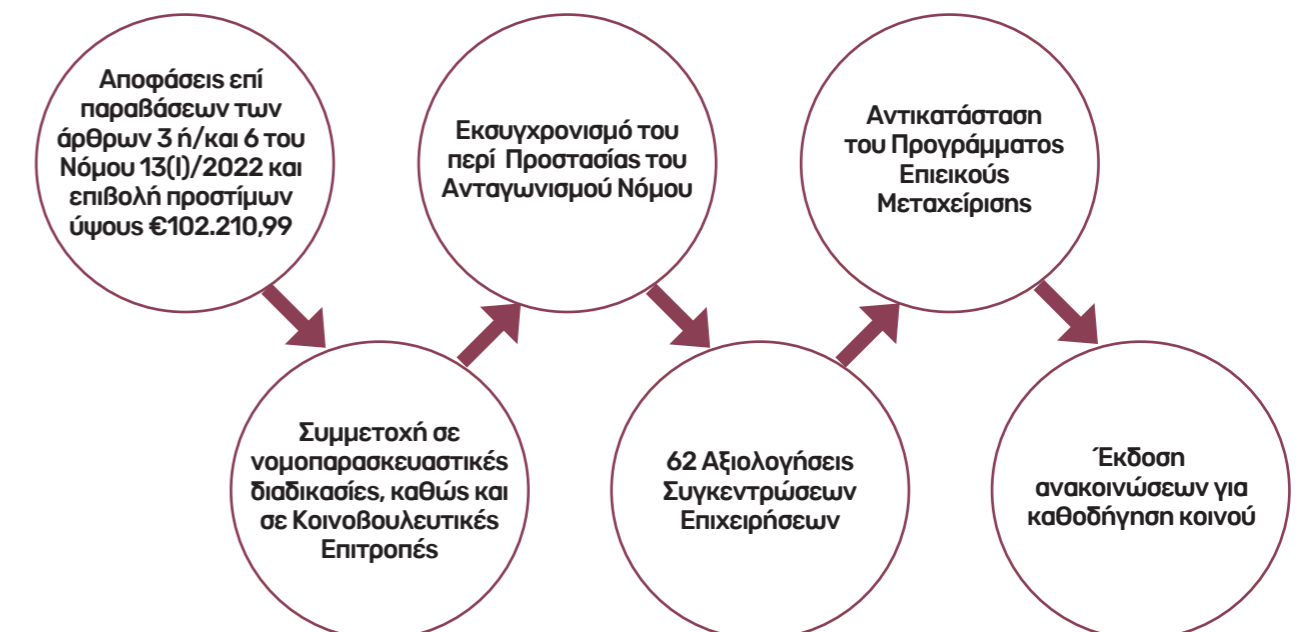 Αποφάσεις επί
παραβάσεων των
άρθρων 3 ή/και 6 του
Νόμου 13(Ι)/2022 και
επιβολή προστίμων
ύψους €102.210,99
Συμμετοχή σε
νομοπαρασκευαστικές
διαδικασίες, καθώς και
σε Κοινοβουλευτικές
Επιτροπές
Εκσυγχρονισμό του
περί Προστασίας του
Ανταγωνισμού Νόμου
62 Αξιολογήσεις
Συγκεντρώσεων
Επιχειρήσεων
Αντικατάσταση
του Προγράμματος
Επιεικούς
Μεταχείρισης
Έκδοση
ανακοινώσεων για
καθοδήγηση κοινού